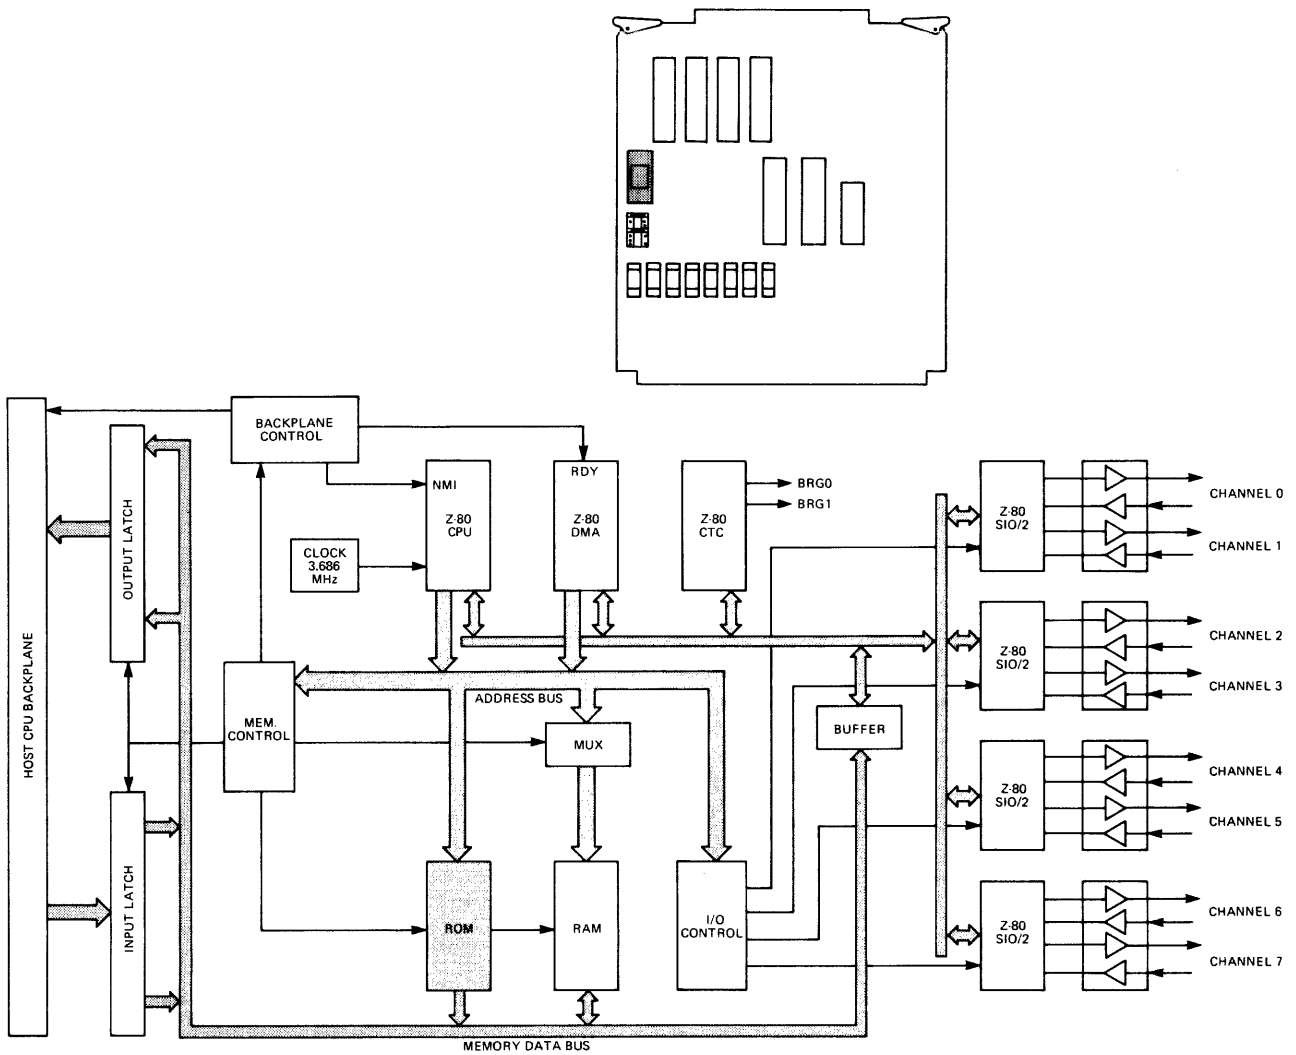 BACKPLANE
CONTROL
NMI
Z-80
CPU
RDY
Z-80
DMA
Z-80
CTC
BRG0
BRG1
CLOCK
3.686
MHz
HOST CPU BACKPLANE
OUTPUT LATCH
INPUT LATCH
MEM.
CONTROL
ADDRESS BUS
MUX
BUFFER
ROM
RAM
I/O
CONTROL
MEMORY DATA BUS
Z-80
SIO/2
CHANNEL 0
CHANNEL 1
Z-80
SIO/2
CHANNEL 2
CHANNEL 3
Z-80
SIO/2
CHANNEL 4
CHANNEL 5
Z-80
SIO/2
CHANNEL 6
CHANNEL 7